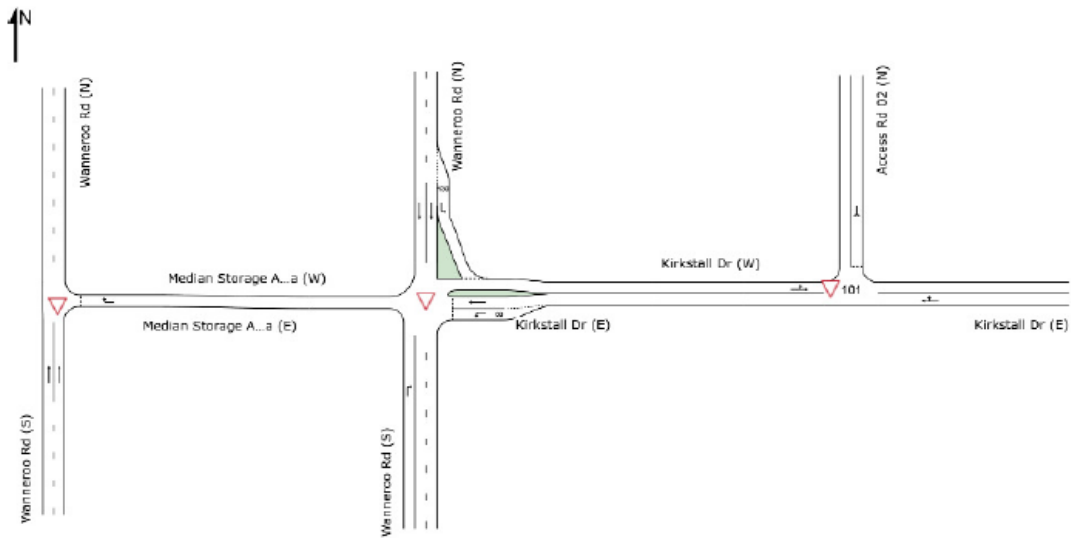 N
Wanneroo Rd (N)
Wanneroo Rd (N)
Access Rd 02 (N)
Median Storage A...a (W)
Kirkstall Dr (W)
101
Median Storage A...a (E)
Kirkstall Dr (E)
Kirkstall Dr (E)
Wanneroo Rd (S)
Wanneroo Rd (S)